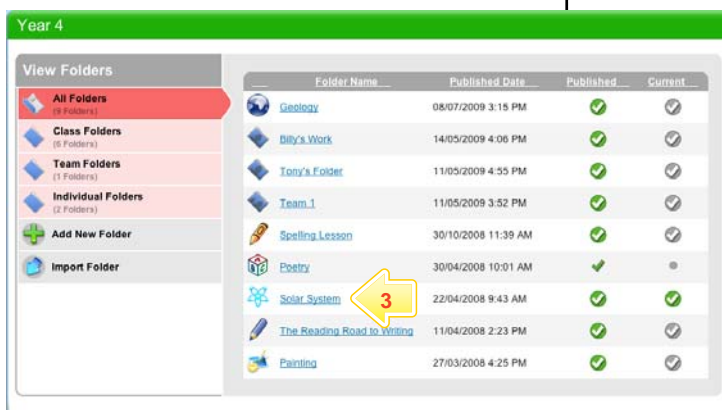 Year 4
View Folders
All Folders
(9 Folders)
Class Folders
(6 Folders)
Team Folders
(1 Folders)
Individual Folders
(2 Folders)
Add New Folder
Import Folder
Folder Name Published Date Published Current
Geology 08/07/2009 3:15 PM
Billy's Work 14/05/2009 4:06 PM
Tony's Folder 11/05/2009 4:55 PM
Team 1 11/05/2009 3:52 PM
Spelling Lesson 30/10/2008 11:39 AM
Poetry 30/04/2008 10:01 AM
Solar System 3 22/04/2008 9:43 AM
The Reading Road to Writing 11/04/2008 2:23 PM
Painting 27/03/2008 4:25 PM